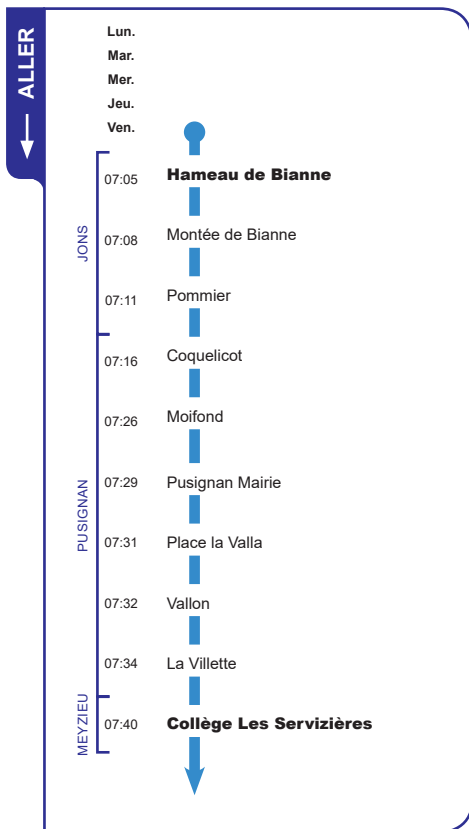 ALLER
Lun.
Mar.
Mer.
Jeu.
Ven.
JONS
07:05 Hameau de Bianne
07:08 Montée de Bianne
07:11 Pommier
PUSIGNAN
07:16 Coquelicot
07:26 Moifond
07:29 Pusignan Mairie
07:31 Place la Valla
07:32 Vallon
07:34 La Villette
MEYZIEU
07:40 Collège Les Servizières